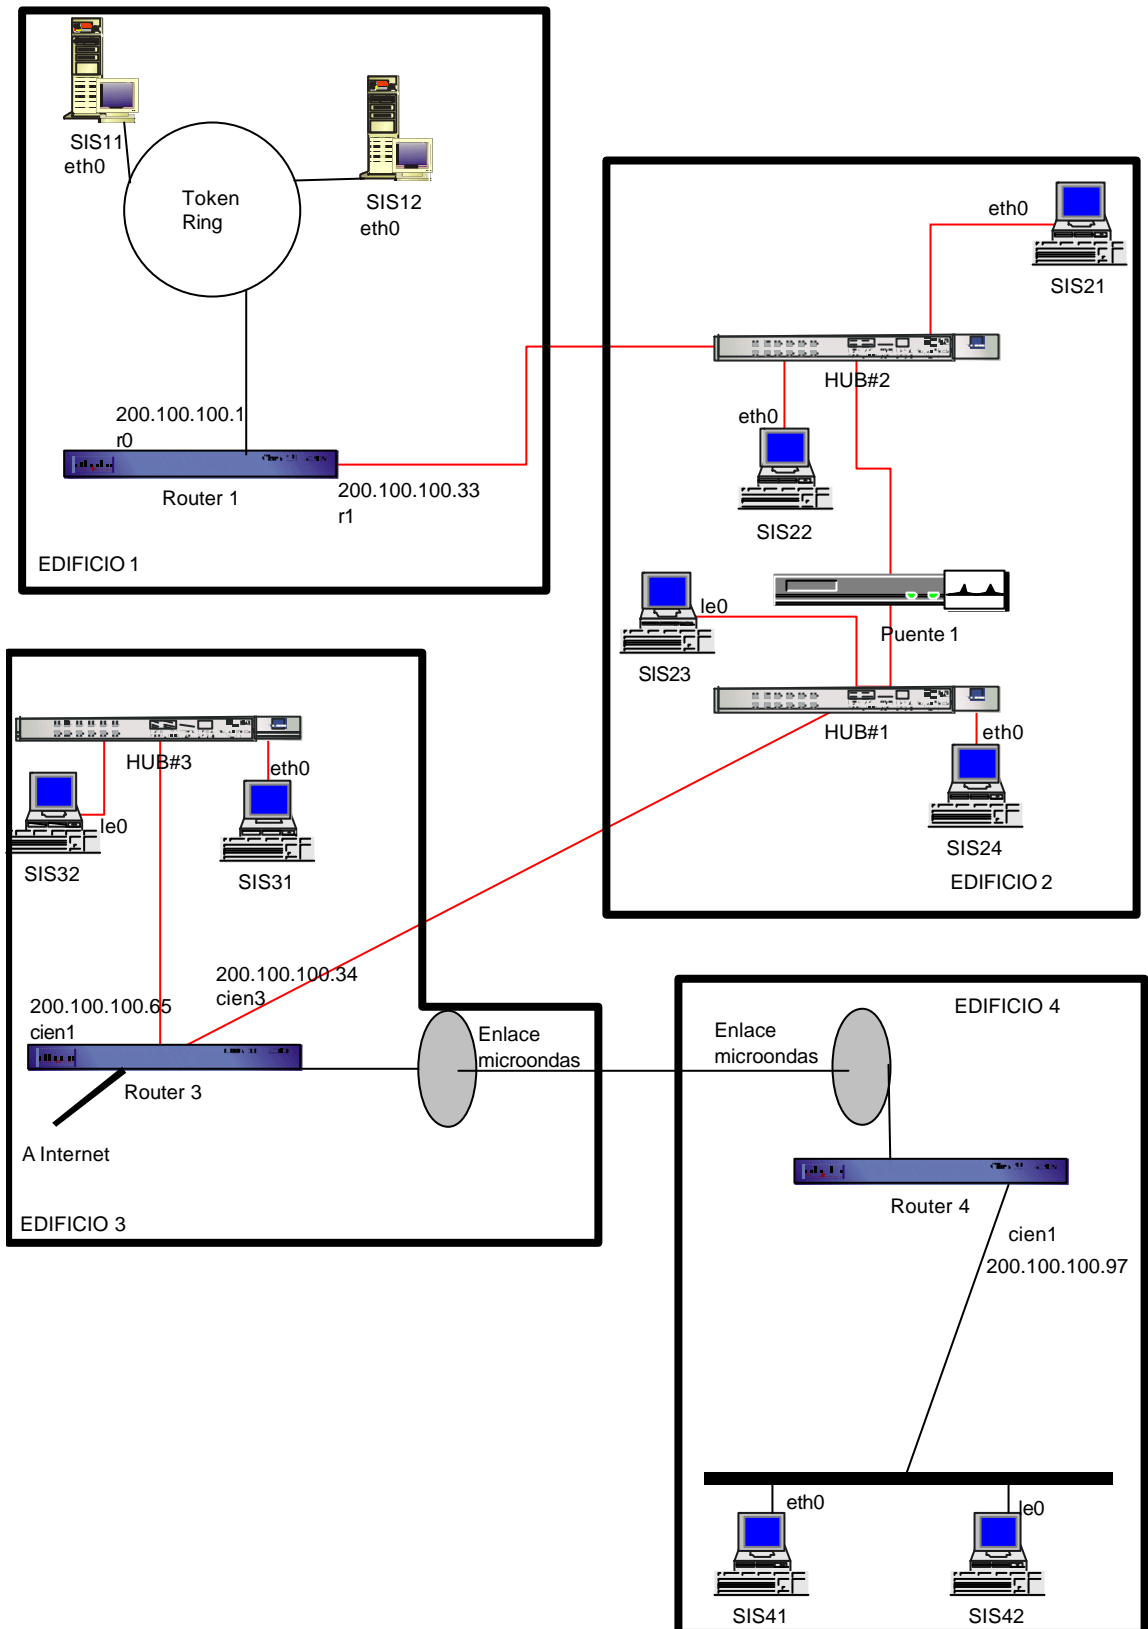 SIS11
eth0
Token
Ring
SIS12
eth0
200.100.100.1
r0
Router 1
200.100.100.33
r1
EDIFICIO 1
eth0
SIS21
HUB#2
eth0
SIS22
le0
SIS23
Puente 1
HUB#1
eth0
SIS24
EDIFICIO 2
HUB#3
eth0
le0
SIS32
SIS31
200.100.100.34
cien3
200.100.100.65
cien1
Router 3
A Internet
EDIFICIO 3
Enlace
microondas
Enlace
microondas
EDIFICIO 4
Router 4
cien1
200.100.100.97
eth0
le0
SIS41
SIS42